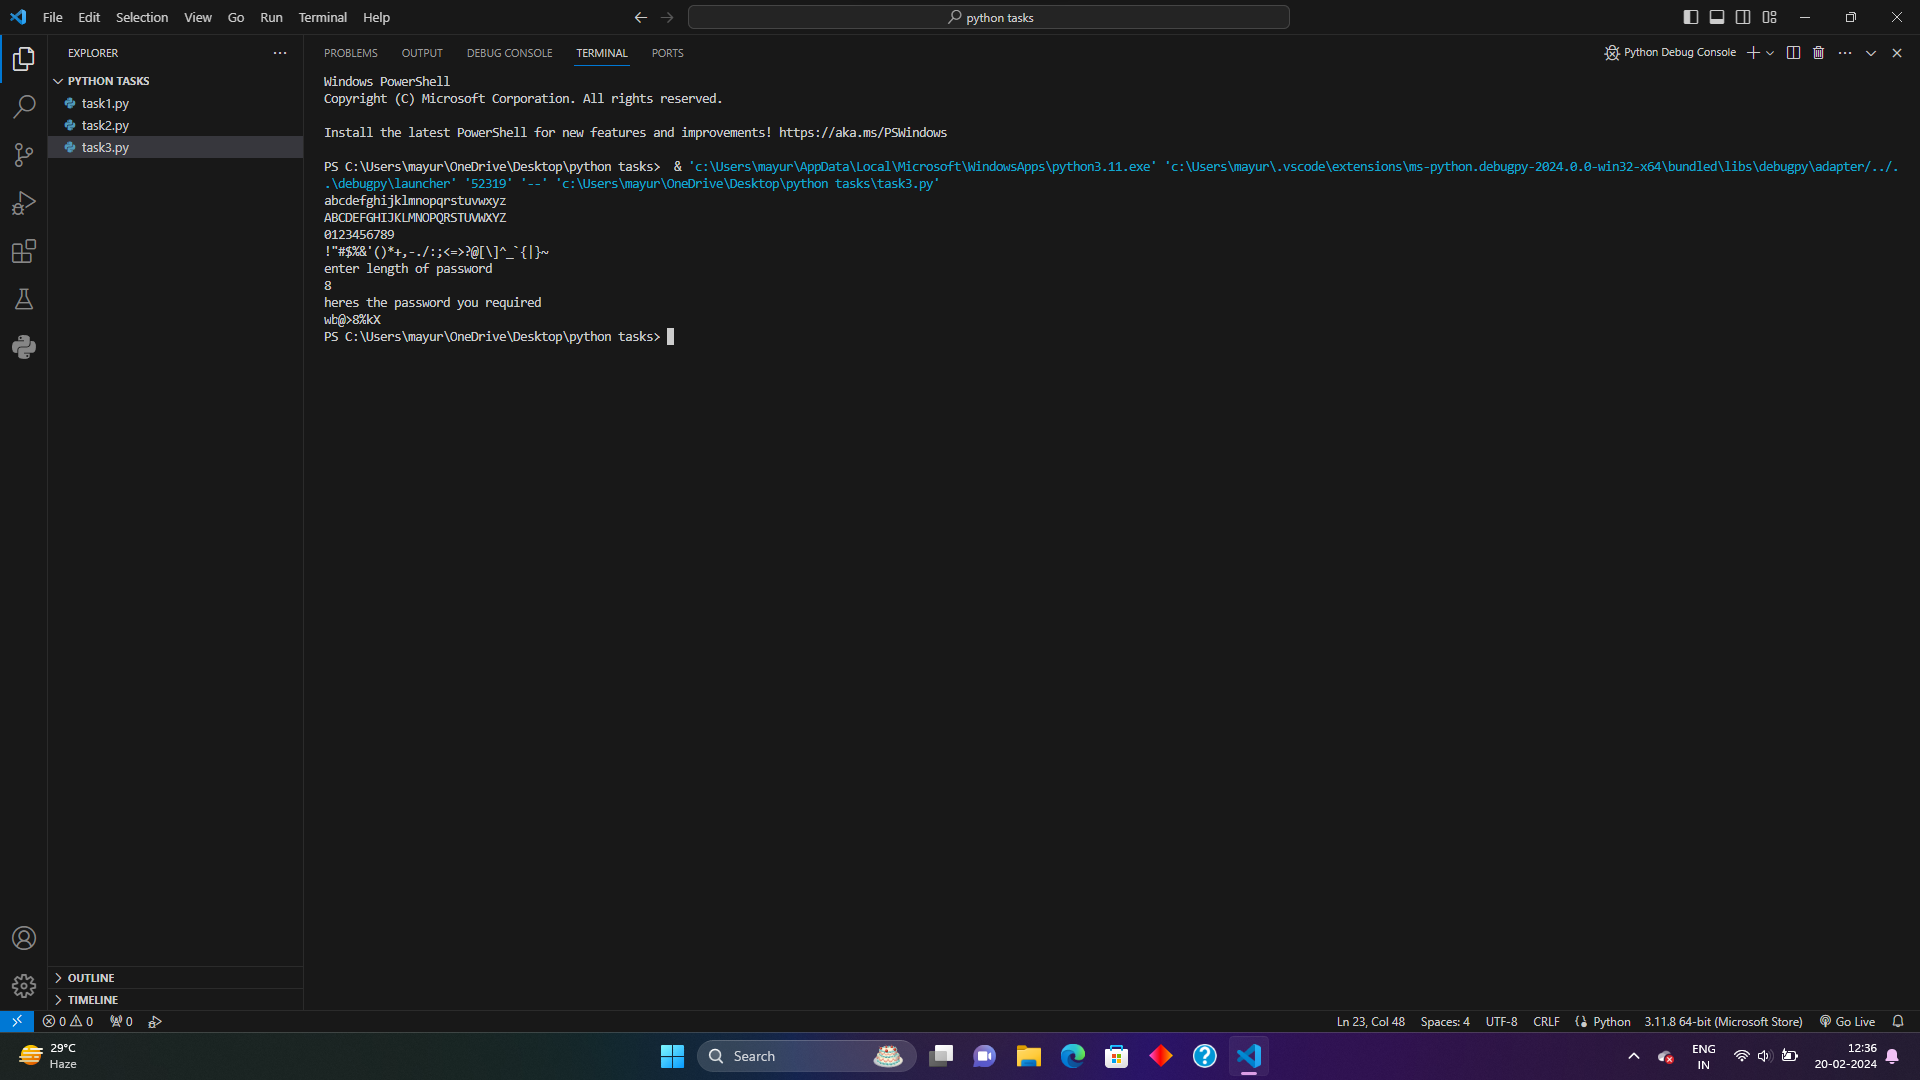 File Edit Selection View Go Run Terminal Help
python tasks
EXPLORER
PYTHON TASKS
task1.py
task2.py
task3.py
OUTLINE
TIMELINE
PROBLEMS OUTPUT DEBUG CONSOLE TERMINAL PORTS
Python Debug Console
Windows PowerShell
Copyright (C) Microsoft Corporation. All rights reserved.
Install the latest PowerShell for new features and improvements! https://aka.ms/PSWindows
PS C:\Users\mayur\OneDrive\Desktop\python tasks>  & 'c:\Users\mayur\AppData\Local\Microsoft\WindowsApps\python3.11.exe' 'c:\Users\mayur\.vscode\extensions\ms-python.debugpy-2024.0.0-win32-x64\bundled\libs\debugpy\adapter/../.
.\debugpy\launcher' '52319' '--' 'c:\Users\mayur\OneDrive\Desktop\python tasks\task3.py'
abcdefghijklmnopqrstuvwxyz
ABCDEFGHIJKLMNOPQRSTUVWXYZ
0123456789
!"#$%&'()*+,-./:;<=>?@[\]^_`{|}~
enter length of password
8
heres the password you required
wb@>8%kX
PS C:\Users\mayur\OneDrive\Desktop\python tasks>
0 0 0
Ln 23, Col 48 Spaces: 4 UTF-8 CRLF Python 3.11.8 64-bit (Microsoft Store) Go Live
29°C
Haze
Search
ENG
IN
12:36
20-02-2024